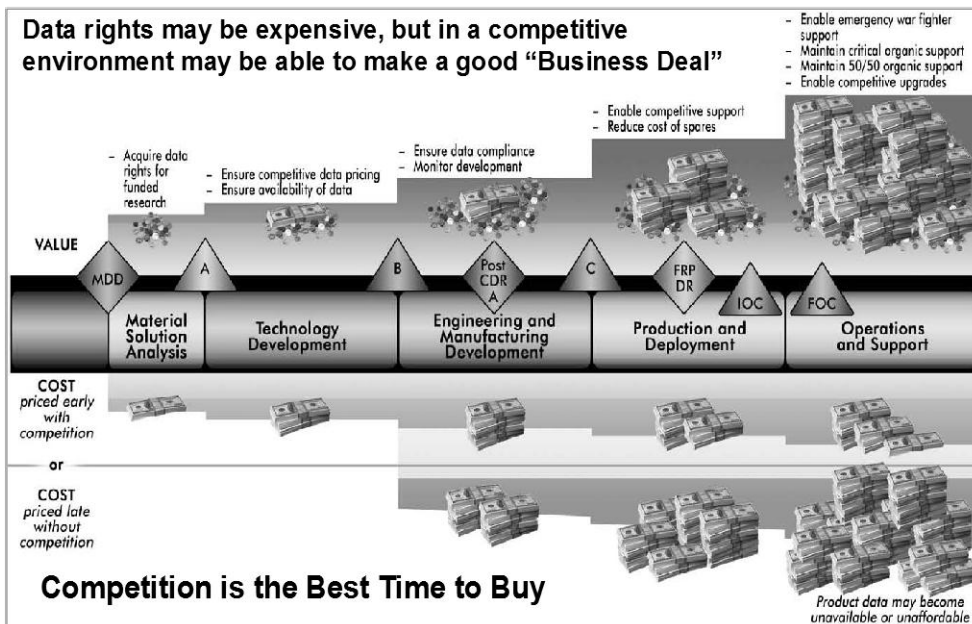 Data rights may be expensive, but in a competitive
environment may be able to make a good “Business Deal”
- Enable emergency war fighter
support
- Maintain critical organic support
- Maintain 50/50 organic support
- Enable competitive upgrades
- Enable competitive support
- Reduce cost of spares
- Ensure data compliance
- Monitor development
- Ensure competitive data pricing
- Ensure availability of data
- Acquire data
rights for
funded
research
VALUE
MDD
A
B
Post
CDR
A
C
FRP
DR
IOC
FOC
Material
Solution
Analysis
Technology
Development
Engineering and
Manufacturing
Development
Production and
Deployment
Operations
and Support
COST
priced early
with
competition
or
COST
priced late
without
competition
Competition is the Best Time to Buy
Product data may become
unavailable or unaffordable